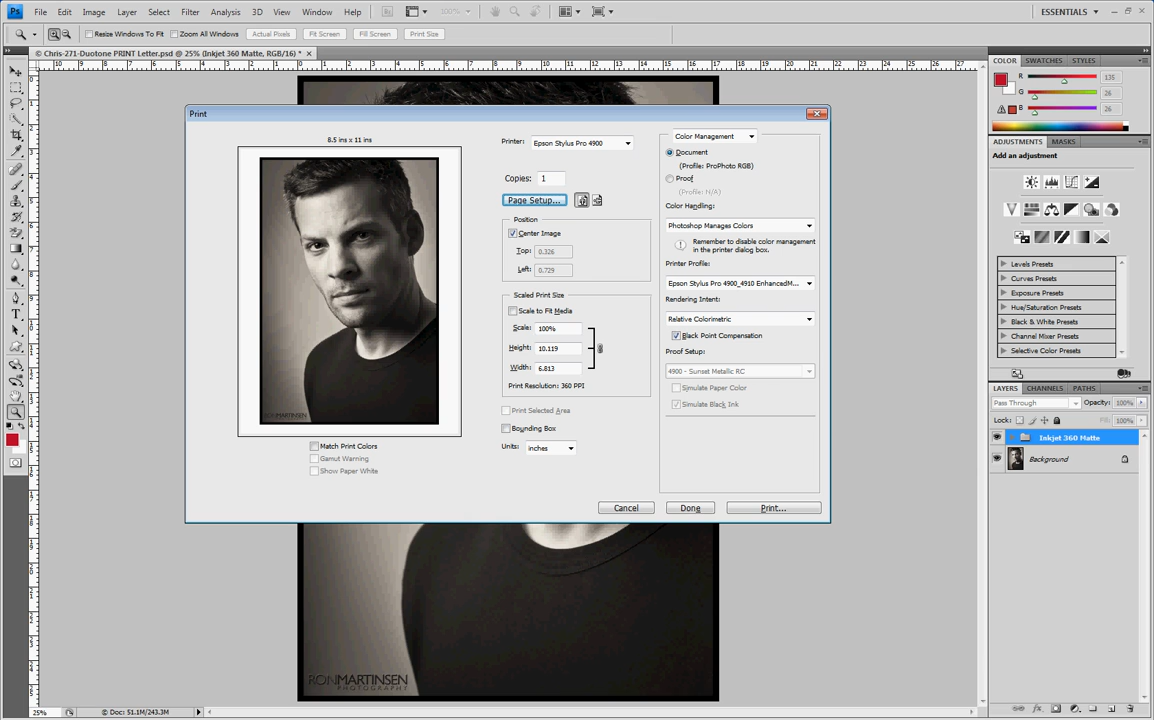 Ps File Edit Image Layer Select Filter Analysis 3D View Window Help Br 100% ESSENTIALS
Resize Windows To Fit Zoom All Windows Actual Pixels Fit Screen Fill Screen Print Size
© Chris-271-Duotone PRINT Letter.psd @ 25% (Inkjet 360 Matte, RGB/16) *
Print
8.5 ins x 11 ins
Match Print Colors
Gamut Warning
Show Paper White
Printer: Epson Stylus Pro 4900
Copies: 1
Page Setup...
Position
Center Image
Top: 0.326
Left: 0.729
Scaled Print Size
Scale to Fit Media
Scale: 100%
Height: 10.119
Width: 6.813
Print Resolution: 360 PPI
Print Selected Area
Bounding Box
Units: inches
Color Management
Document
(Profile: ProPhoto RGB)
Proof
(Profile: N/A)
Color Handling:
Photoshop Manages Colors
Remember to disable color management
in the printer dialog box.
Printer Profile:
Epson Stylus Pro 4900_4910 EnhancedM...
Rendering Intent:
Relative Colorimetric
Black Point Compensation
Proof Setup:
4900 - Sunset Metallic RC
Simulate Paper Color
Simulate Black Ink
Cancel Done Print...
RONMARTINSEN
PHOTOGRAPHY
25% © Doc: 51.1M/243.3M
COLOR SWATCHES STYLES
R 135
G 26
B 26
ADJUSTMENTS MASKS
Add an adjustment
Levels Presets
Curves Presets
Exposure Presets
Hue/Saturation Presets
Black & White Presets
Channel Mixer Presets
Selective Color Presets
LAYERS CHANNELS PATHS
Pass Through Opacity: 100%
Lock: Fill: 100%
Inkjet 360 Matte
Background